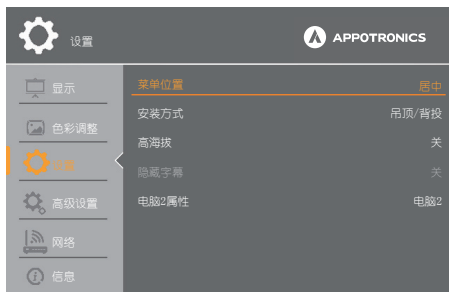 设置
APPOTRONICS
显示
色彩调整
设置
高级设置
网络
信息
菜单位置 居中
安装方式 吊顶/背投
高海拔 关
隐藏字幕 关
电脑2属性 电脑2